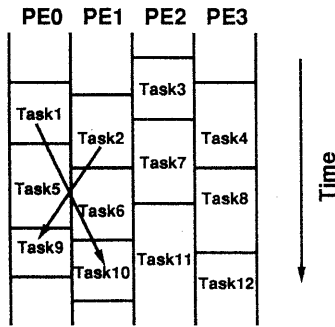 PE0 PE1 PE2 PE3
Task1
Task2
Task3
Task4
Task5
Task6
Task7
Task8
Task9
Task10
Task11
Task12
Time